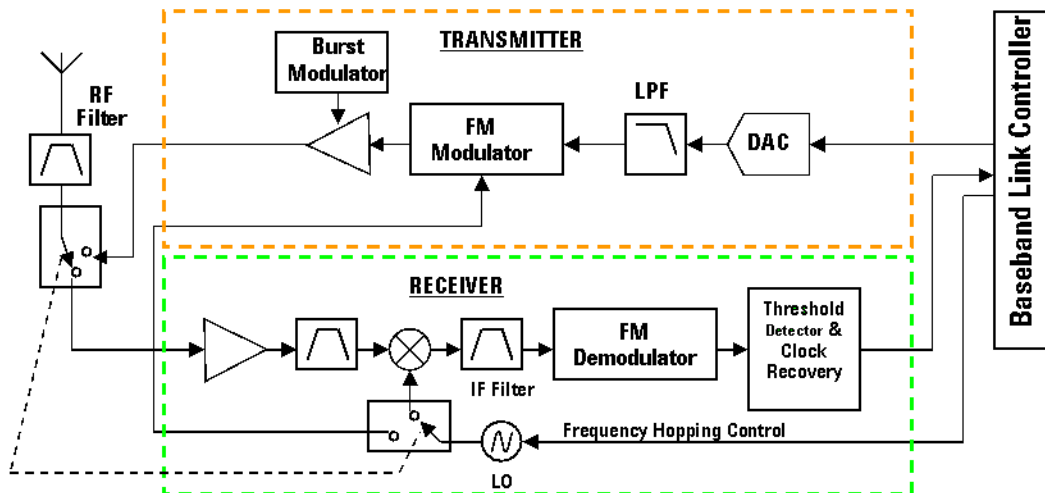 TRANSMITTER
Burst
Modulator
RF
Filter
LPF
FM
Modulator
DAC
Baseband Link Controller
RECEIVER
Threshold
Detector &
Clock
Recovery
FM
Demodulator
IF Filter
Frequency Hopping Control
LO